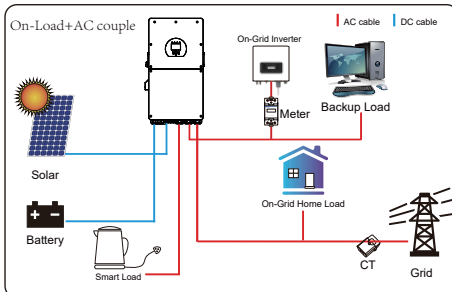 On-Load+AC couple
AC cable
DC cable
On-Grid Inverter
Meter
Backup Load
Solar
On-Grid Home Load
Battery
Smart Load
CT
Grid